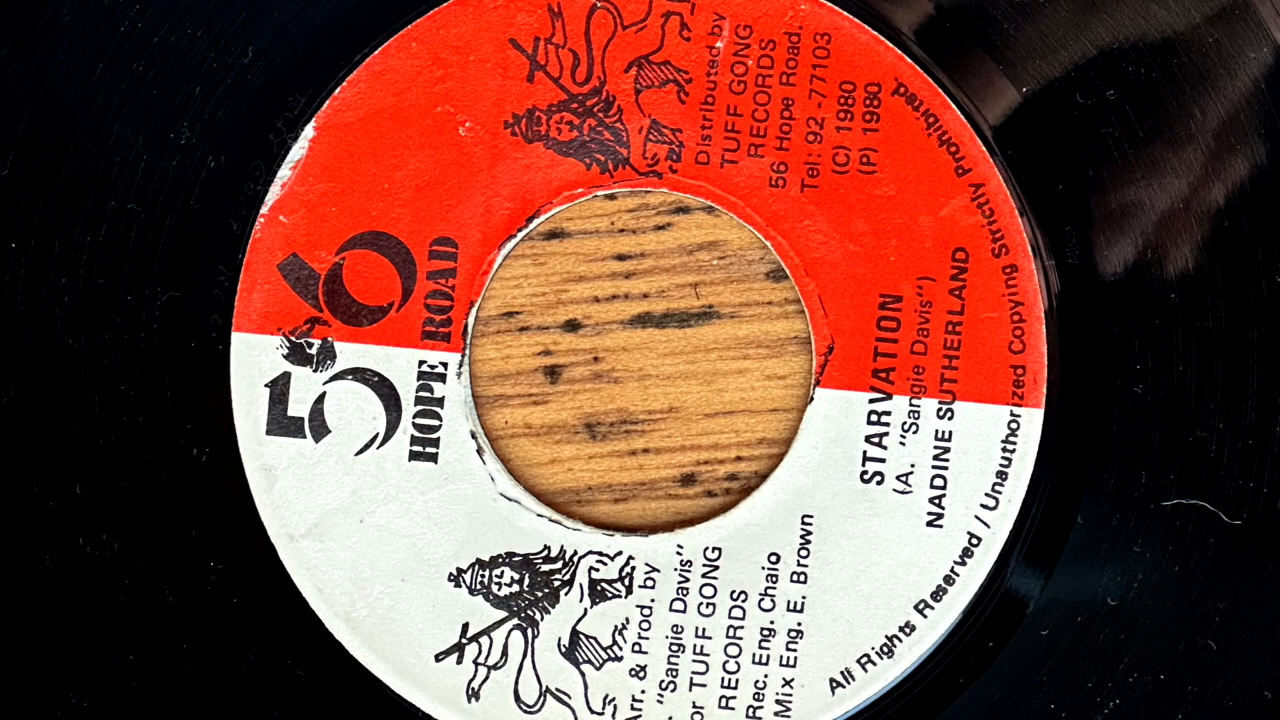 56
HOPE ROAD
Arr. & Prod. by
"Sangie Davis"
TUFF GONG
RECORDS
Rec. Eng. Chaio
Mix Eng. E. Brown
Distributed by
TUFF GONG
RECORDS
56 Hope Road.
Tel: 92-77103
(C) 1980
(P) 1980
STARVATION
(A. "Sangie Davis")
NADINE SUTHERLAND
All Rights Reserved / Unauthorized Copying Strictly Prohibited.